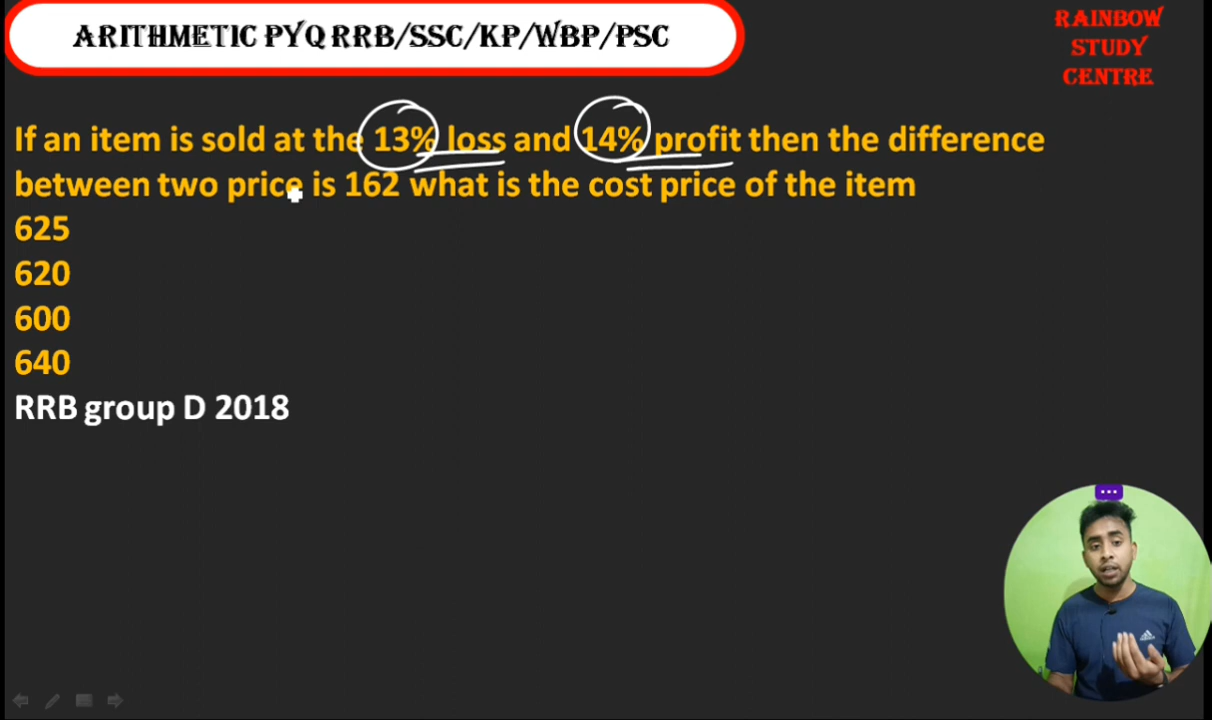 ARITHMETIC PYQ RRB/SSC/KP/WBP/PSC
RAINBOW
STUDY
CENTRE
If an item is sold at the 13% loss and 14% profit then the difference
between two price is 162 what is the cost price of the item
625
620
600
640
RRB group D 2018